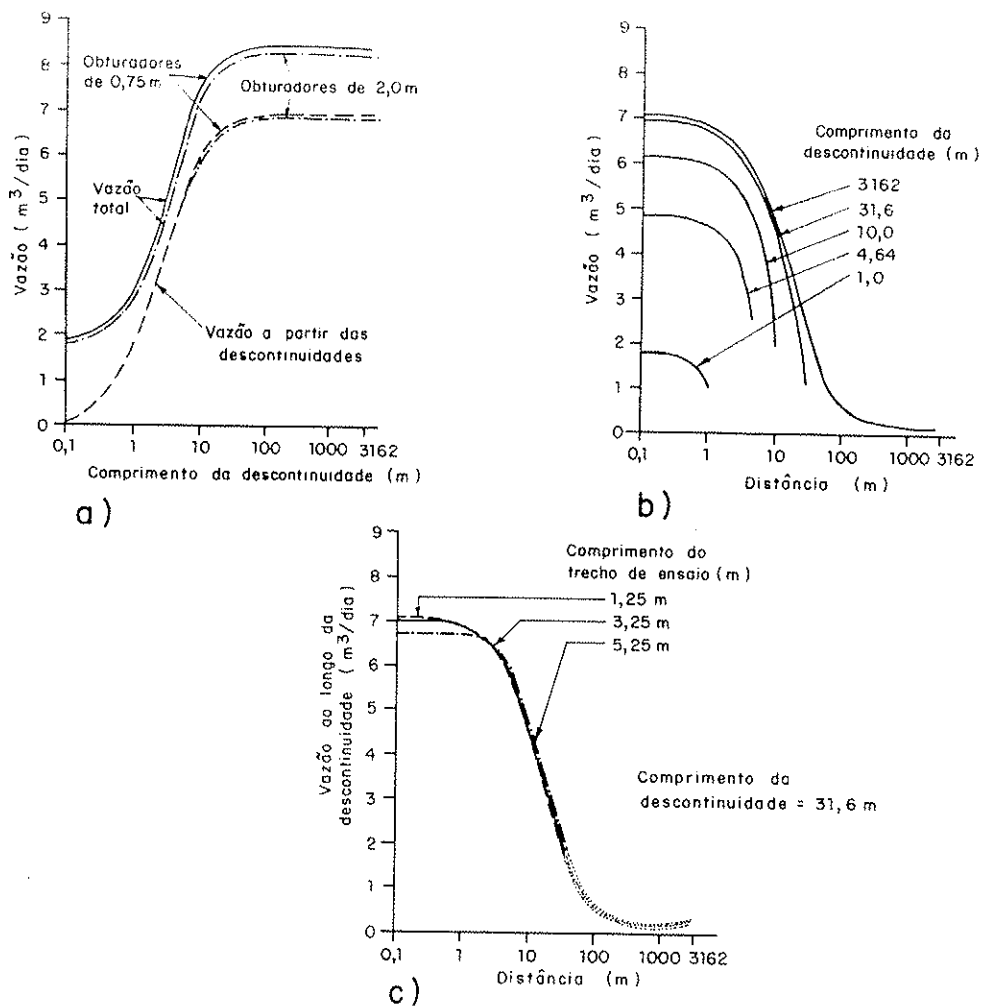 9
8
7
6
5
4
3
2
1
0
Vazão (m³/dia)
Obturadores
de 0,75 m
Obturadores de 2,0 m
Vazão
total
Vazão a partir das
descontinuidades
0,1 1 10 100 1000 3162
Comprimento da descontinuidade (m)
a)
9
8
7
6
5
4
3
2
1
0
Vazão (m³/dia)
Comprimento da
descontinuidade (m)
3162
31,6
10,0
4,64
1,0
0,1 1 10 100 1000 3162
Distância (m)
b)
9
8
7
6
5
4
3
2
1
0
Vazão ao longo da
descontinuidade (m³/dia)
Comprimento do
trecho de ensaio (m)
1,25 m
3,25 m
5,25 m
Comprimento da
descontinuidade = 31,6 m
0,1 1 10 100 1000 3162
Distância (m)
c)